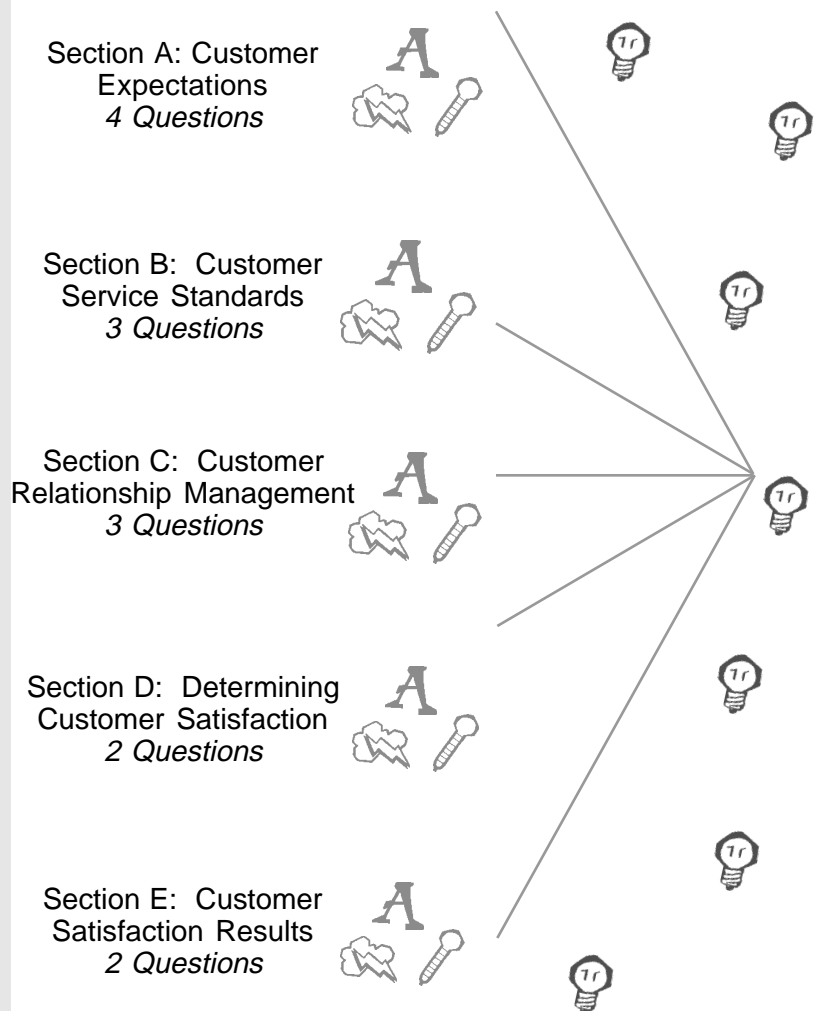 Section A: Customer
Expectations
4 Questions
A
Section B: Customer
Service Standards
3 Questions
A
Section C: Customer
Relationship Management
3 Questions
A
Section D: Determining
Customer Satisfaction
2 Questions
A
Section E: Customer
Satisfaction Results
2 Questions
A